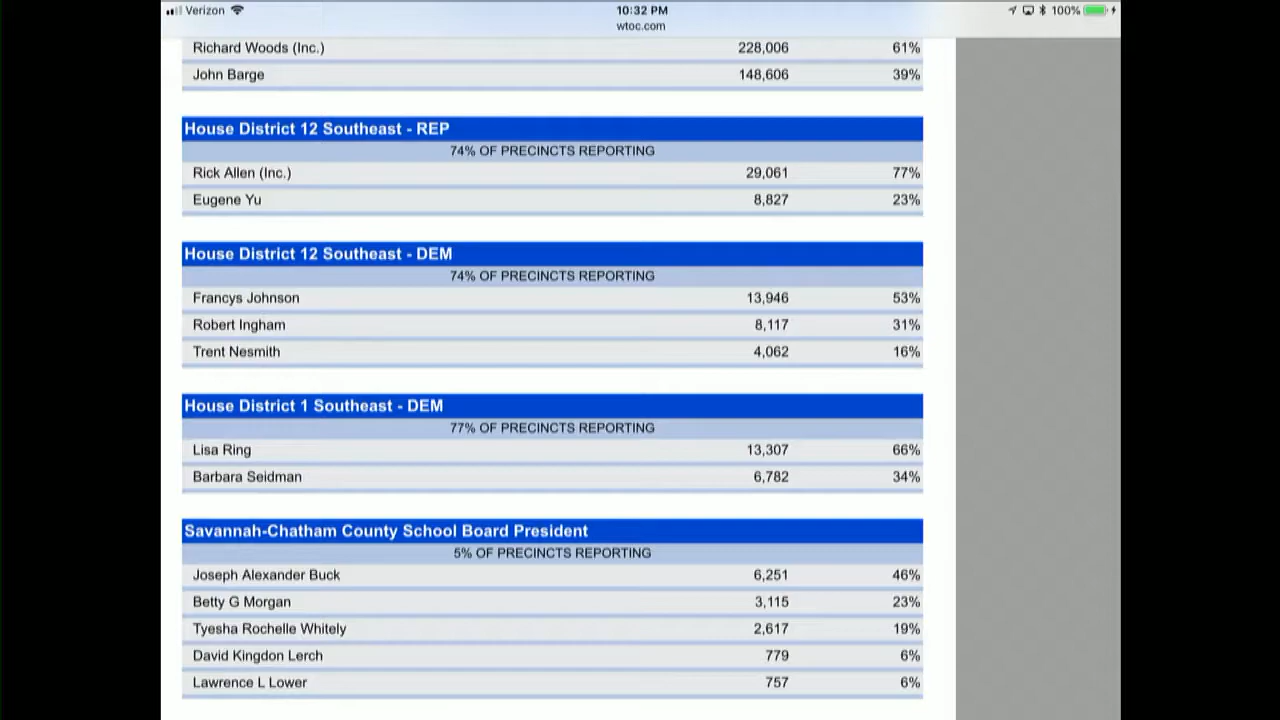 Verizon 10:32 PM 100%
wtoc.com
Richard Woods (Inc.) 228,006 61%
John Barge 148,606 39%
House District 12 Southeast - REP
74% OF PRECINCTS REPORTING
Rick Allen (Inc.) 29,061 77%
Eugene Yu 8,827 23%
House District 12 Southeast - DEM
74% OF PRECINCTS REPORTING
Francys Johnson 13,946 53%
Robert Ingham 8,117 31%
Trent Nesmith 4,062 16%
House District 1 Southeast - DEM
77% OF PRECINCTS REPORTING
Lisa Ring 13,307 66%
Barbara Seidman 6,782 34%
Savannah-Chatham County School Board President
5% OF PRECINCTS REPORTING
Joseph Alexander Buck 6,251 46%
Betty G Morgan 3,115 23%
Tyesha Rochelle Whitely 2,617 19%
David Kingdon Lerch 779 6%
Lawrence L Lower 757 6%